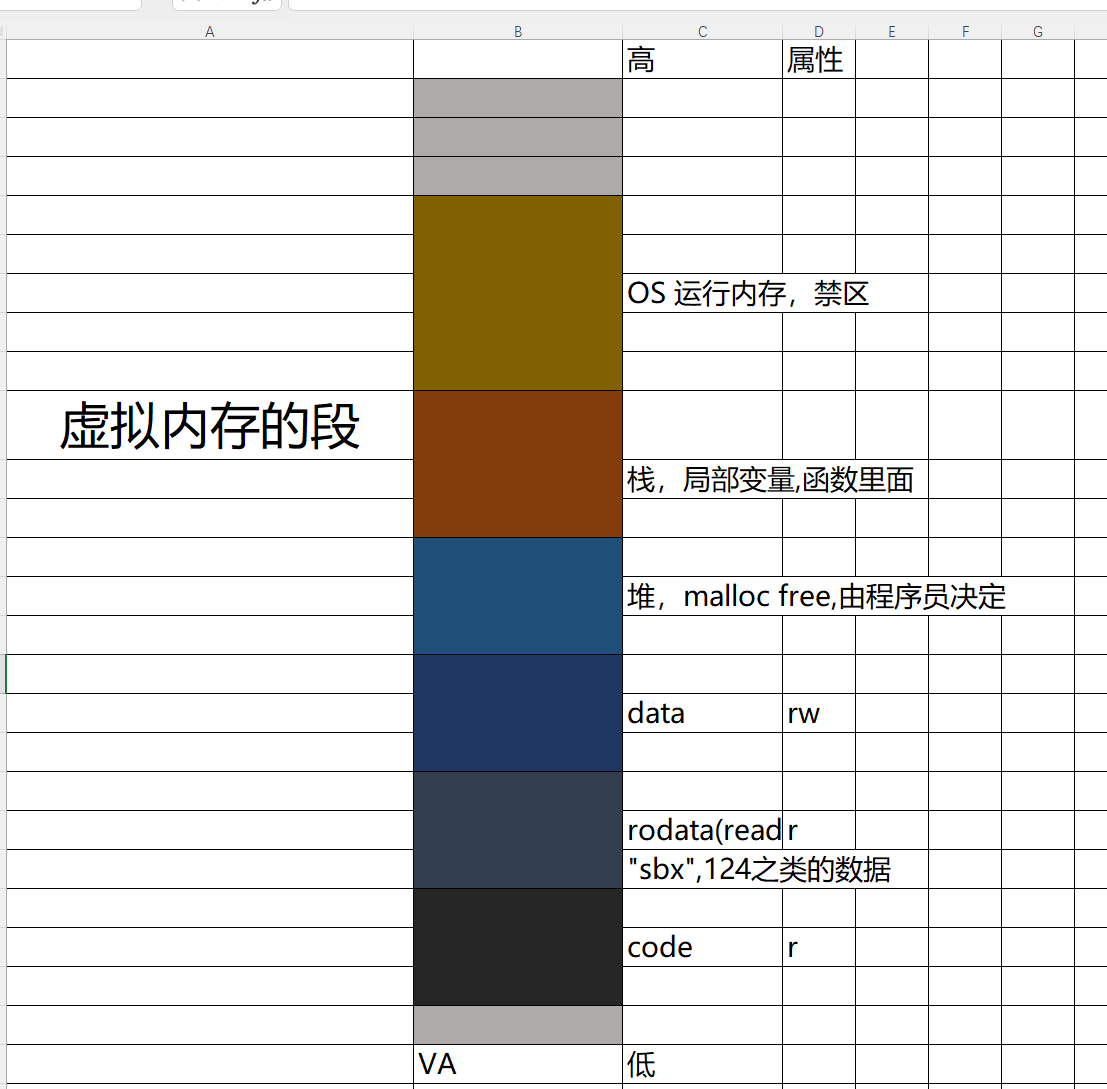 A B C D E F G
高 属性
OS 运行内存，禁区
虚拟内存的段
栈，局部变量,函数里面
堆，malloc free,由程序员决定
data rw
rodata(read r
"sbx",124之类的数据
code r
VA 低